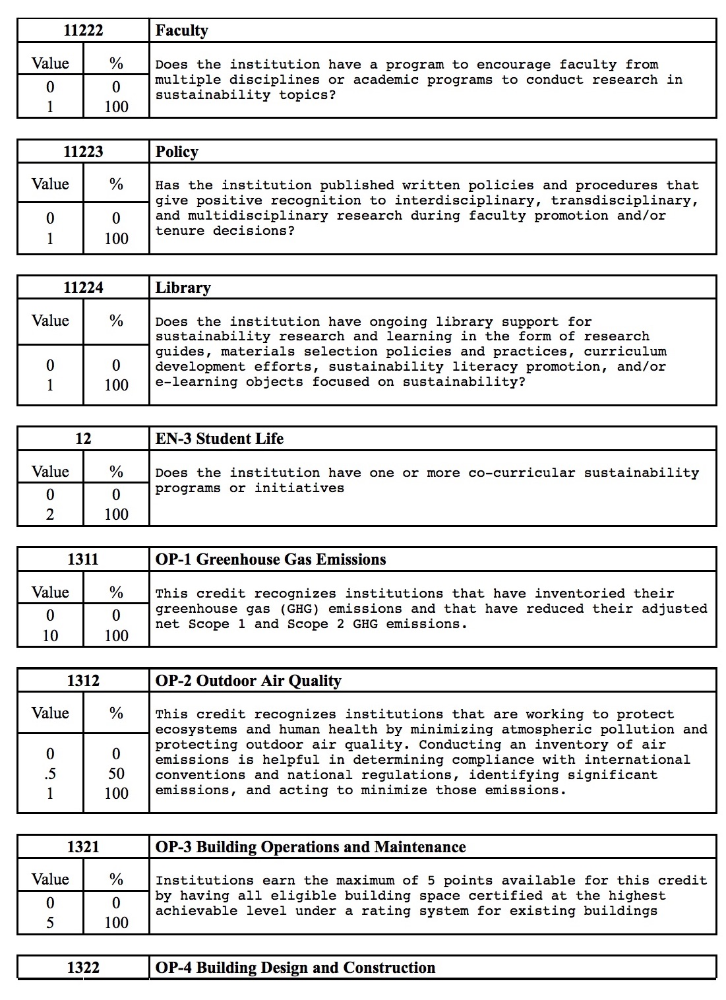 11222 Faculty
Value %
Does the institution have a program to encourage faculty from
multiple disciplines or academic programs to conduct research in
sustainability topics?
0 0
1 100
11223 Policy
Value %
Has the institution published written policies and procedures that
give positive recognition to interdisciplinary, transdisciplinary,
and multidisciplinary research during faculty promotion and/or
tenure decisions?
0 0
1 100
11224 Library
Value %
Does the institution have ongoing library support for
sustainability research and learning in the form of research
guides, materials selection policies and practices, curriculum
development efforts, sustainability literacy promotion, and/or
e-learning objects focused on sustainability?
0 0
1 100
12 EN-3 Student Life
Value %
Does the institution have one or more co-curricular sustainability
programs or initiatives
0 0
2 100
1311 OP-1 Greenhouse Gas Emissions
Value %
This credit recognizes institutions that have inventoried their
greenhouse gas (GHG) emissions and that have reduced their adjusted
net Scope 1 and Scope 2 GHG emissions.
0 0
10 100
1312 OP-2 Outdoor Air Quality
Value %
This credit recognizes institutions that are working to protect
ecosystems and human health by minimizing atmospheric pollution and
protecting outdoor air quality. Conducting an inventory of air
emissions is helpful in determining compliance with international
conventions and national regulations, identifying significant
emissions, and acting to minimize those emissions.
0 0
.5 50
1 100
1321 OP-3 Building Operations and Maintenance
Value %
Institutions earn the maximum of 5 points available for this credit
by having all eligible building space certified at the highest
achievable level under a rating system for existing buildings
0 0
5 100
1322 OP-4 Building Design and Construction